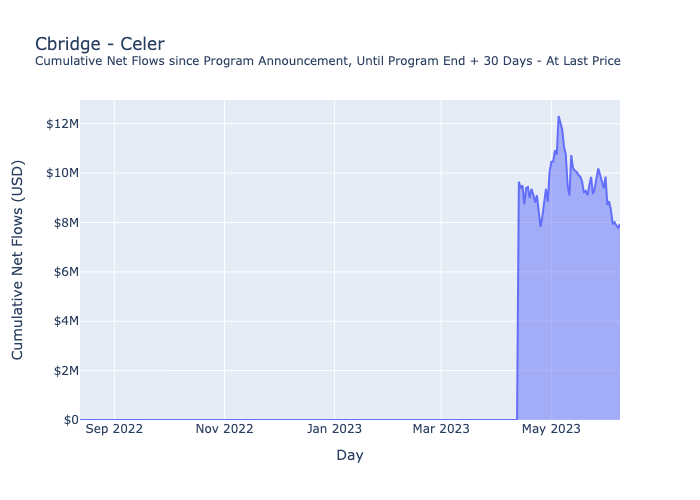 Cbridge - Celer
Cumulative Net Flows since Program Announcement, Until Program End + 30 Days - At Last Price
Cumulative Net Flows (USD)
$12M
$10M
$8M
$6M
$4M
$2M
$0
Sep 2022
Nov 2022
Jan 2023
Mar 2023
May 2023
Day